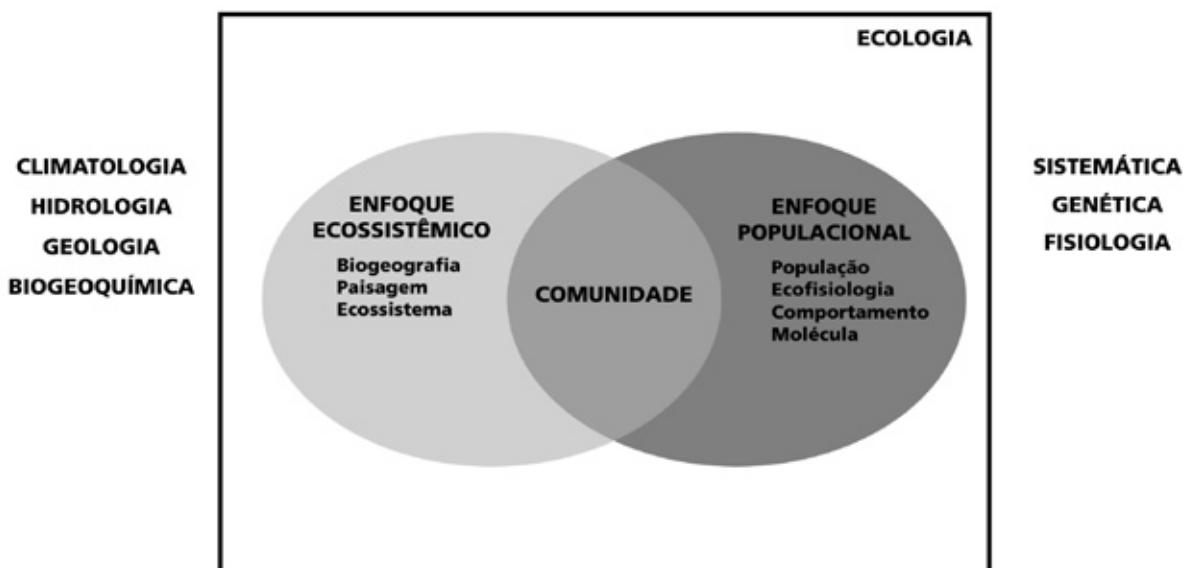 ECOLOGIA
CLIMATOLOGIA
HIDROLOGIA
GEOLOGIA
BIOGEOQUÍMICA
ENFOQUE
ECOSSISTÊMICO
Biogeografia
Paisagem
Ecossistema
COMUNIDADE
ENFOQUE
POPULACIONAL
População
Ecofisiologia
Comportamento
Molécula
SISTEMÁTICA
GENÉTICA
FISIOLOGIA